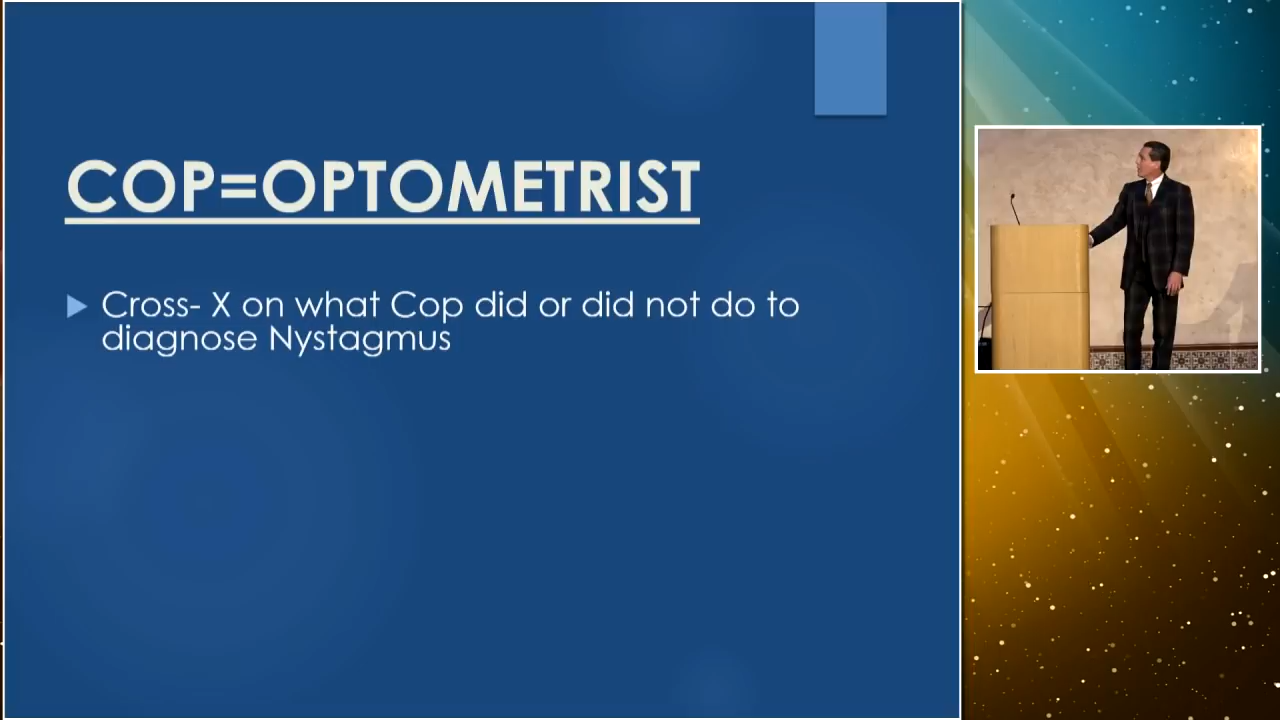 COP=OPTOMETRIST
Cross- X on what Cop did or did not do to
diagnose Nystagmus